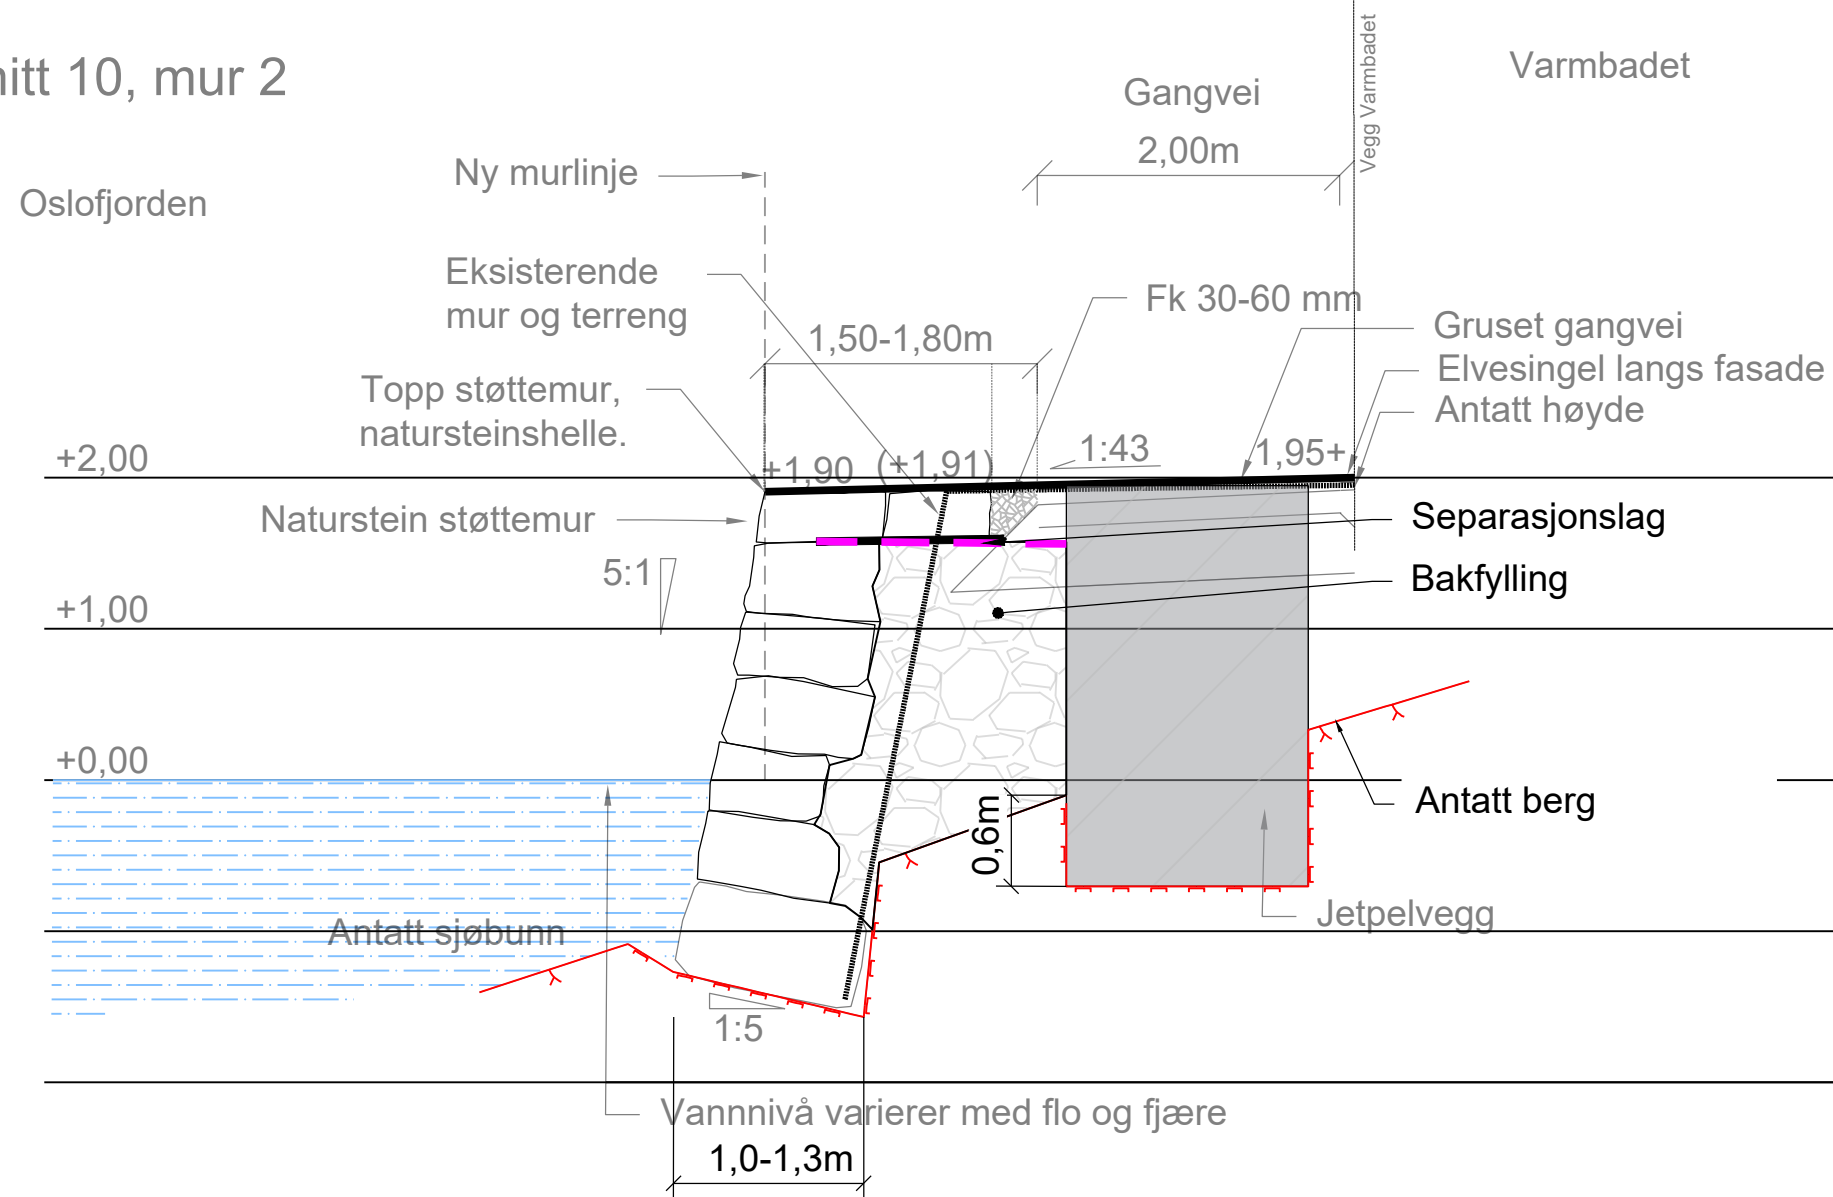 nitt 10, mur 2
Varmbadet
Vegg Varmbadet
Gangvei
2,00m
Ny murlinje
Oslofjorden
Eksisterende
mur og terreng
Fk 30-60 mm
1,50-1,80m
Gruset gangvei
Elvesingel langs fasade
Antatt høyde
Topp støttemur,
natursteinshelle.
+2,00
+1,90
(+1,91)
1:43
1,95+
Naturstein støttemur
Separasjonslag
5:1
Bakfylling
+1,00
+0,00
0,6m
Antatt berg
Antatt sjøbunn
Jetpelvegg
1:5
Vannnivå varierer med flo og fjære
1,0-1,3m